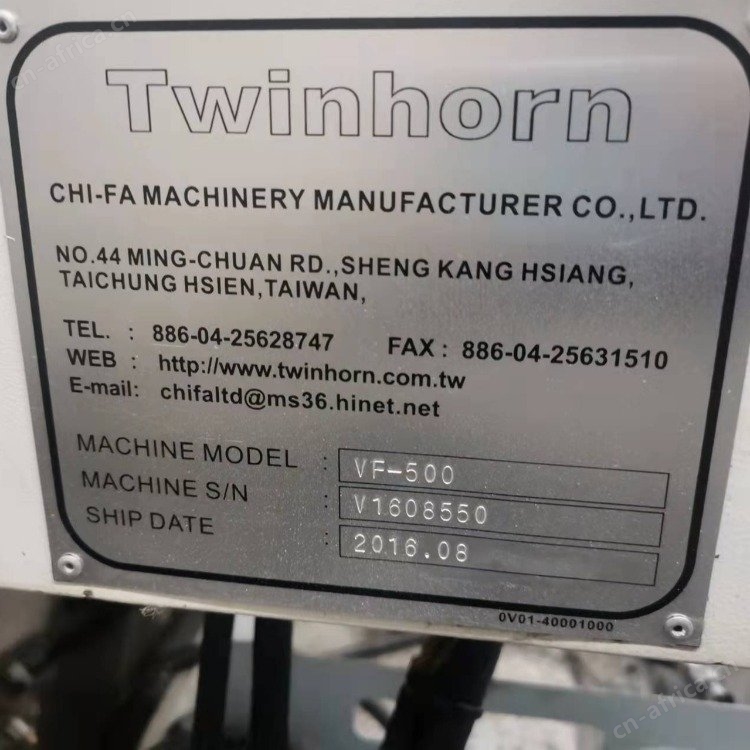 Twinhorn
CHI-FA MACHINERY MANUFACTURER CO.,LTD.
NO.44 MING-CHUAN RD.,SHENG KANG HSIANG,
TAICHUNG HSIEN,TAIWAN,
TEL. : 886-04-25628747 FAX : 886-04-25631510
WEB : http://www.twinhorn.com.tw
E-mail: chifaltd@ms36.hinet.net
MACHINE MODEL : VF-500
MACHINE S/N : V1608550
SHIP DATE : 2016.08
0V01-40001000
cn-africa.cn
cn-africa.cn